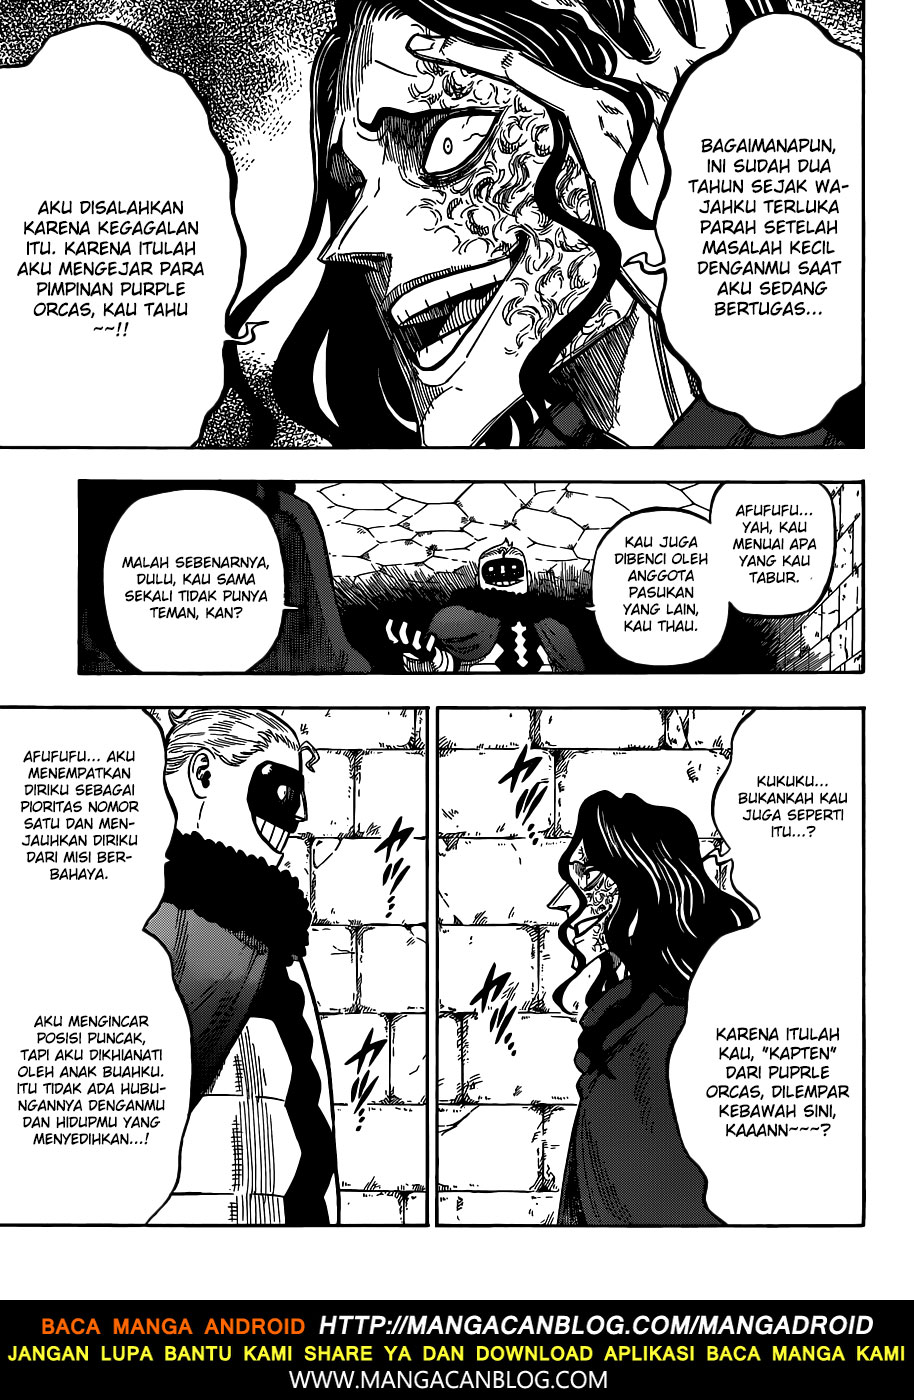 BAGAIMANAPUN,
INI SUDAH DUA
TAHUN SEJAK WA-
JAHKU TERLUKA
PARAH SETELAH
MASALAH KECIL
DENGANMU SAAT
AKU SEDANG
BERTUGAS...
AKU DISALAHKAN
KARENA KEGAGALAN
ITU. KARENA ITULAH
AKU MENGEJAR PARA
PIMPINAN PURPLE
ORCAS, KAU TAHU
~~!!
AFUFUFU...
YAH, KAU
MENUAI APA
YANG KAU
TABUR.
KAU JUGA
DIBENCI OLEH
ANGGOTA
PASUKAN
YANG LAIN,
KAU THAU.
MALAH SEBENARNYA,
DULU, KAU SAMA
SEKALI TIDAK PUNYA
TEMAN, KAN?
KUKUKU...
BUKANKAH KAU
JUGA SEPERTI
ITU...?
KARENA ITULAH
KAU, "KAPTEN"
DARI PUPRLE
ORCAS, DILEMPAR
KEBAWAH SINI,
KAAANN~~~?
AFUFUFU... AKU
MENEMPATKAN
DIRIKU SEBAGAI
PIORITAS NOMOR
SATU DAN MEN-
JAUHKAN DIRIKU
DARI MISI BER-
BAHAYA.
AKU MENGINCAR
POSISI PUNCAK,
TAPI AKU DIKHIANATI
OLEH ANAK BUAHKU.
ITU TIDAK ADA HUBU-
NGANNYA DENGANMU
DAN HIDUPMU YANG
MENYEDIHKAN...!
BACA MANGA ANDROID HTTP://MANGACANBLOG.COM/MANGADROID
JANGAN LUPA BANTU KAMI SHARE YA DAN DOWNLOAD APLIKASI BACA MANGA KAMI
WWW.MANGACANBLOG.COM